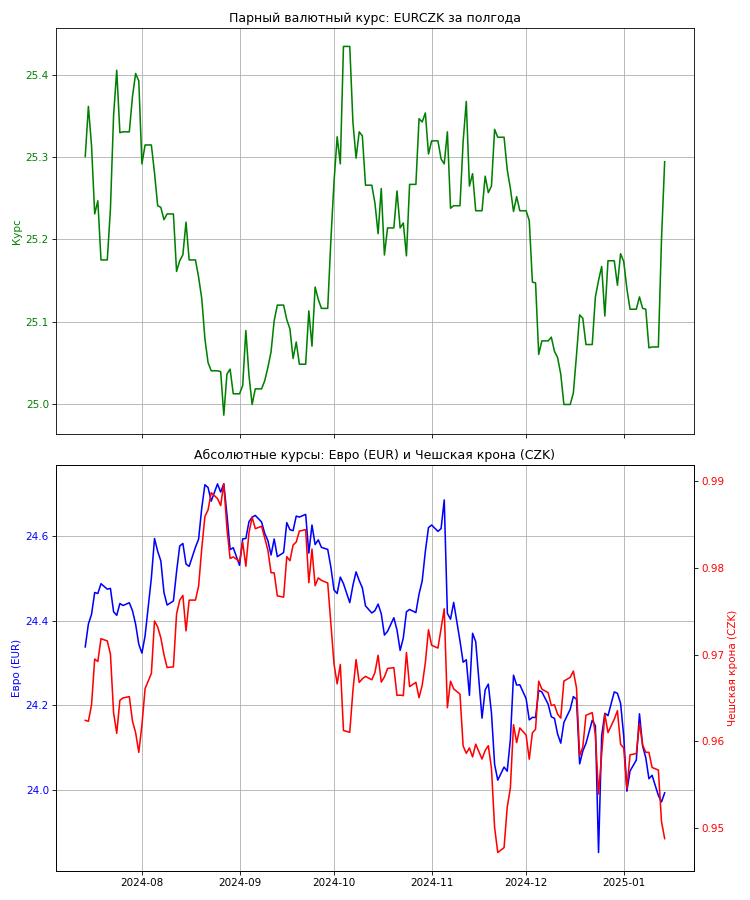 Парный валютный курс: EURCZK за полгода
25.4
25.3
25.2
25.1
25.0
Курс
Абсолютные курсы: Евро (EUR) и Чешская крона (CZK)
24.6
24.4
24.2
24.0
Евро (EUR)
0.99
0.98
0.97
0.96
0.95
Чешская крона (CZK)
2024-08 2024-09 2024-10 2024-11 2024-12 2025-01